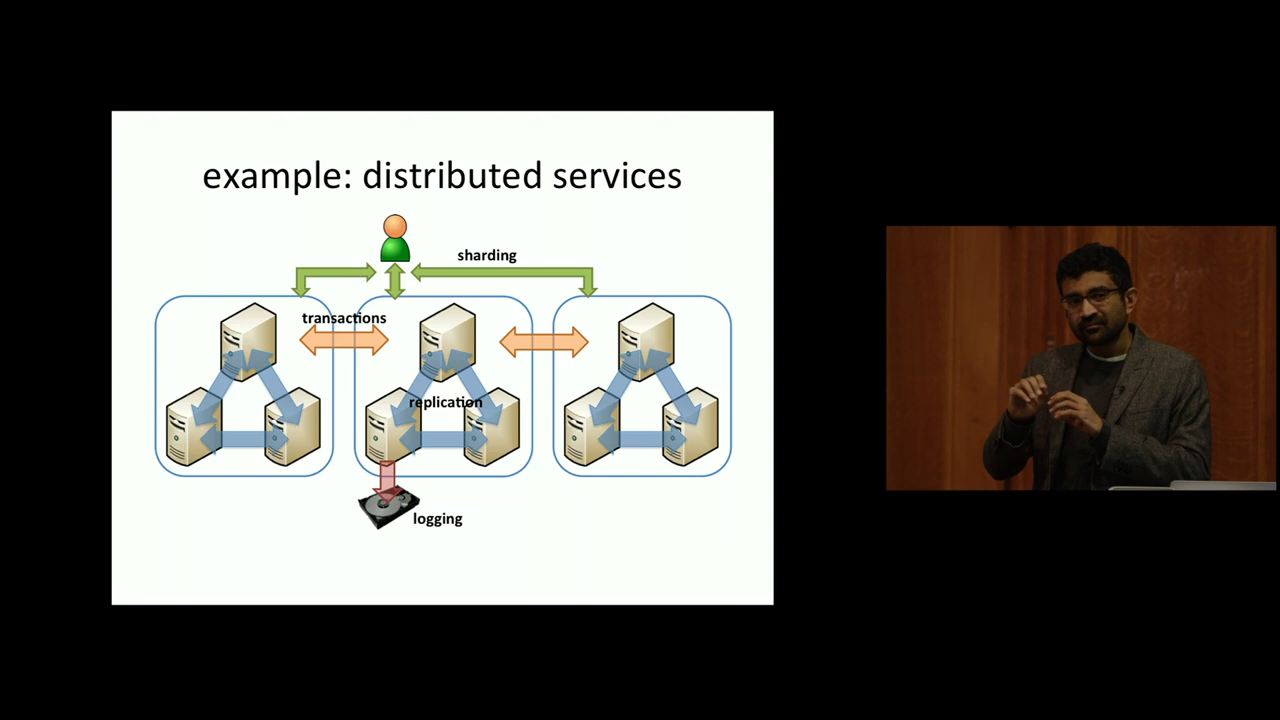 example: distributed services
sharding
transactions
replication
logging